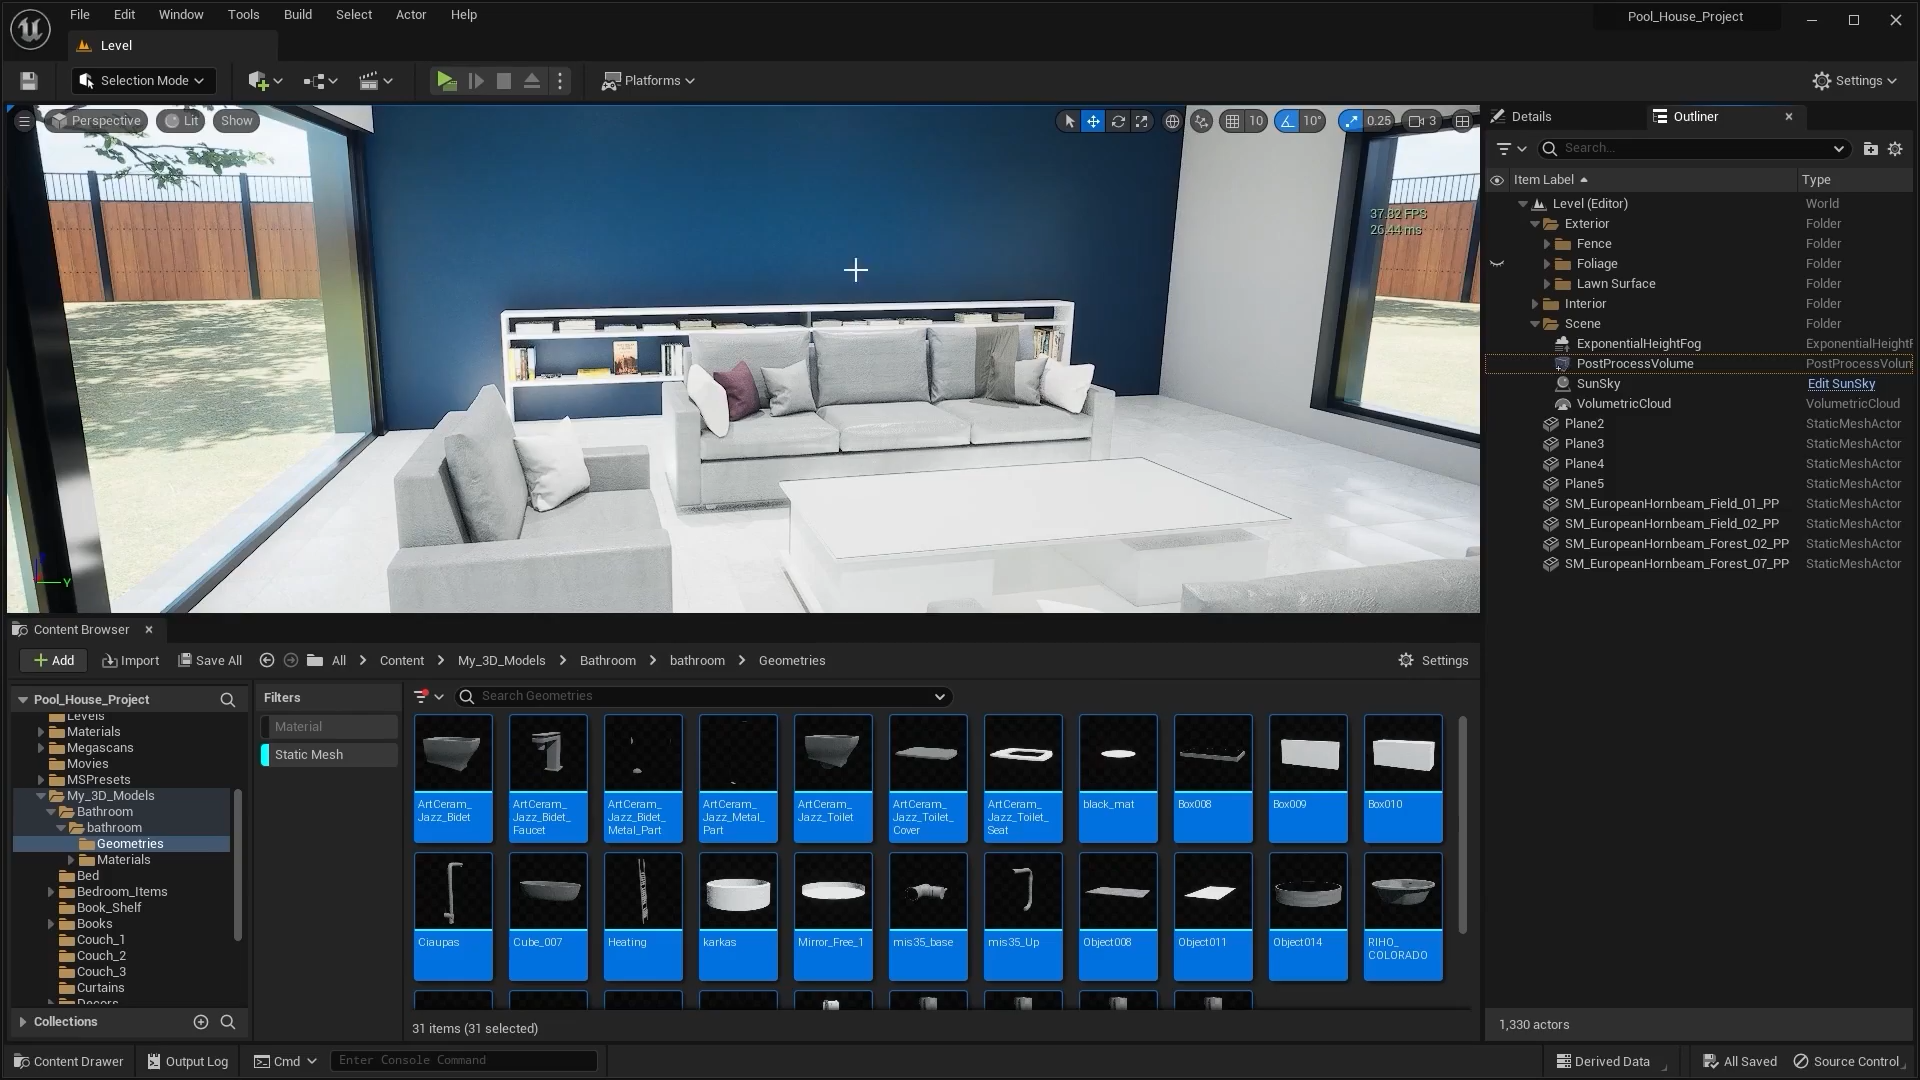 File Edit Window Tools Build Select Actor Help
Pool_House_Project
Level
Selection Mode
Platforms
Settings
Perspective Lit Show
10 10° 0.25 3
37.82 FPS
26.44 ms
Y
Details
Outliner
Search...
Item Label Type
Level (Editor) World
Exterior Folder
Fence Folder
Foliage Folder
Lawn Surface Folder
Interior Folder
Scene Folder
ExponentialHeightFog ExponentialHeightF
PostProcessVolume PostProcessVolun
SunSky Edit SunSky
VolumetricCloud VolumetricCloud
Plane2 StaticMeshActor
Plane3 StaticMeshActor
Plane4 StaticMeshActor
Plane5 StaticMeshActor
SM_EuropeanHornbeam_Field_01_PP StaticMeshActor
SM_EuropeanHornbeam_Field_02_PP StaticMeshActor
SM_EuropeanHornbeam_Forest_02_PP StaticMeshActor
SM_EuropeanHornbeam_Forest_07_PP StaticMeshActor
1,330 actors
Content Browser
Add Import Save All All Content My_3D_Models Bathroom bathroom Geometries Settings
Pool_House_Project
Levels
Materials
Megascans
Movies
MSPresets
My_3D_Models
Bathroom
bathroom
Geometries
Materials
Bed
Bedroom_Items
Book_Shelf
Books
Couch_1
Couch_2
Couch_3
Curtains
Decors
Collections
Filters
Material
Static Mesh
Search Geometries
ArtCeram_
Jazz_Bidet
ArtCeram_
Jazz_Bidet_
Faucet
ArtCeram_
Jazz_Bidet_
Metal_Part
ArtCeram_
Jazz_Metal_
Part
ArtCeram_
Jazz_Toilet
ArtCeram_
Jazz_Toilet_
Cover
ArtCeram_
Jazz_Toilet_
Seat
black_mat
Box008
Box009
Box010
Ciaupas
Cube_007
Heating
karkas
Mirror_Free_1
mis35_base
mis35_Up
Object008
Object011
Object014
RIHO_
COLORADO
31 items (31 selected)
Content Drawer Output Log Cmd Enter Console Command Derived Data All Saved Source Control